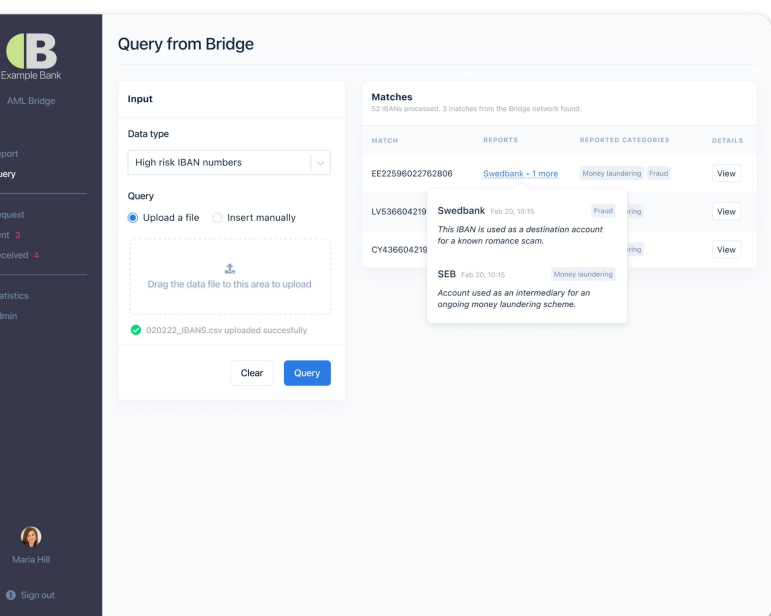 B
Example Bank
AML Bridge
port
uery
equest
ent 3
eceived 4
atistics
dmin
Maria Hill
Sign out
Query from Bridge
Input
Data type
High risk IBAN numbers
Query
Upload a file Insert manually
Drag the data file to this area to upload
020222_IBANS.csv uploaded succesfully
Clear Query
Matches
52 IBANs processed. 3 matches from the Bridge network found.
MATCH REPORTS REPORTED CATEGORIES DETAILS
EE22596022762806 Swedbank • 1 more Money laundering Fraud View
LV536604219 ring View
CY436604219 ring View
Swedbank Feb 20, 10:15 Fraud
This IBAN is used as a destination account
for a known romance scam.
SEB Feb 20, 10:15 Money laundering
Account used as an intermediary for an
ongoing money laundering scheme.